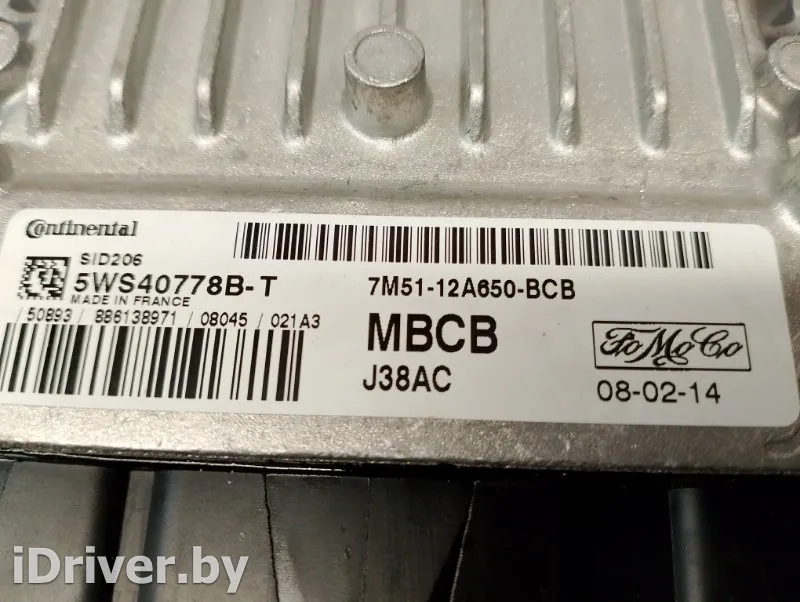 Continental
SID206
5WS40778B-T
MADE IN FRANCE
50893 / 886138971 / 08045 / 021A3
7M51-12A650-BCB
MBCB
J38AC
FoMoCo
08-02-14
iDriver.by